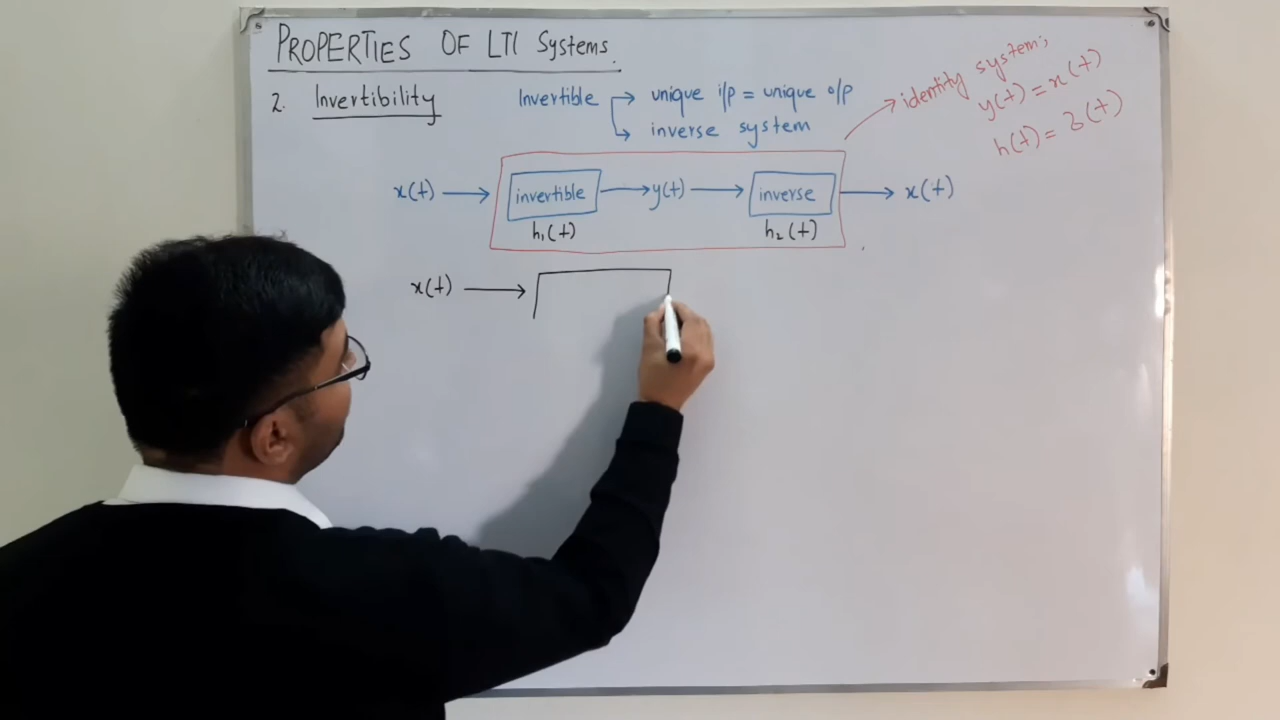 PROPERTIES OF LTI Systems.
2. Invertibility
Invertible → unique i/p = unique o/p
→ inverse system
→ identity system;
y(t) = x(t)
h(t) = δ(t)
x(t) → invertible → y(t) → inverse → x(t)
h₁(t) h₂(t)
x(t) →